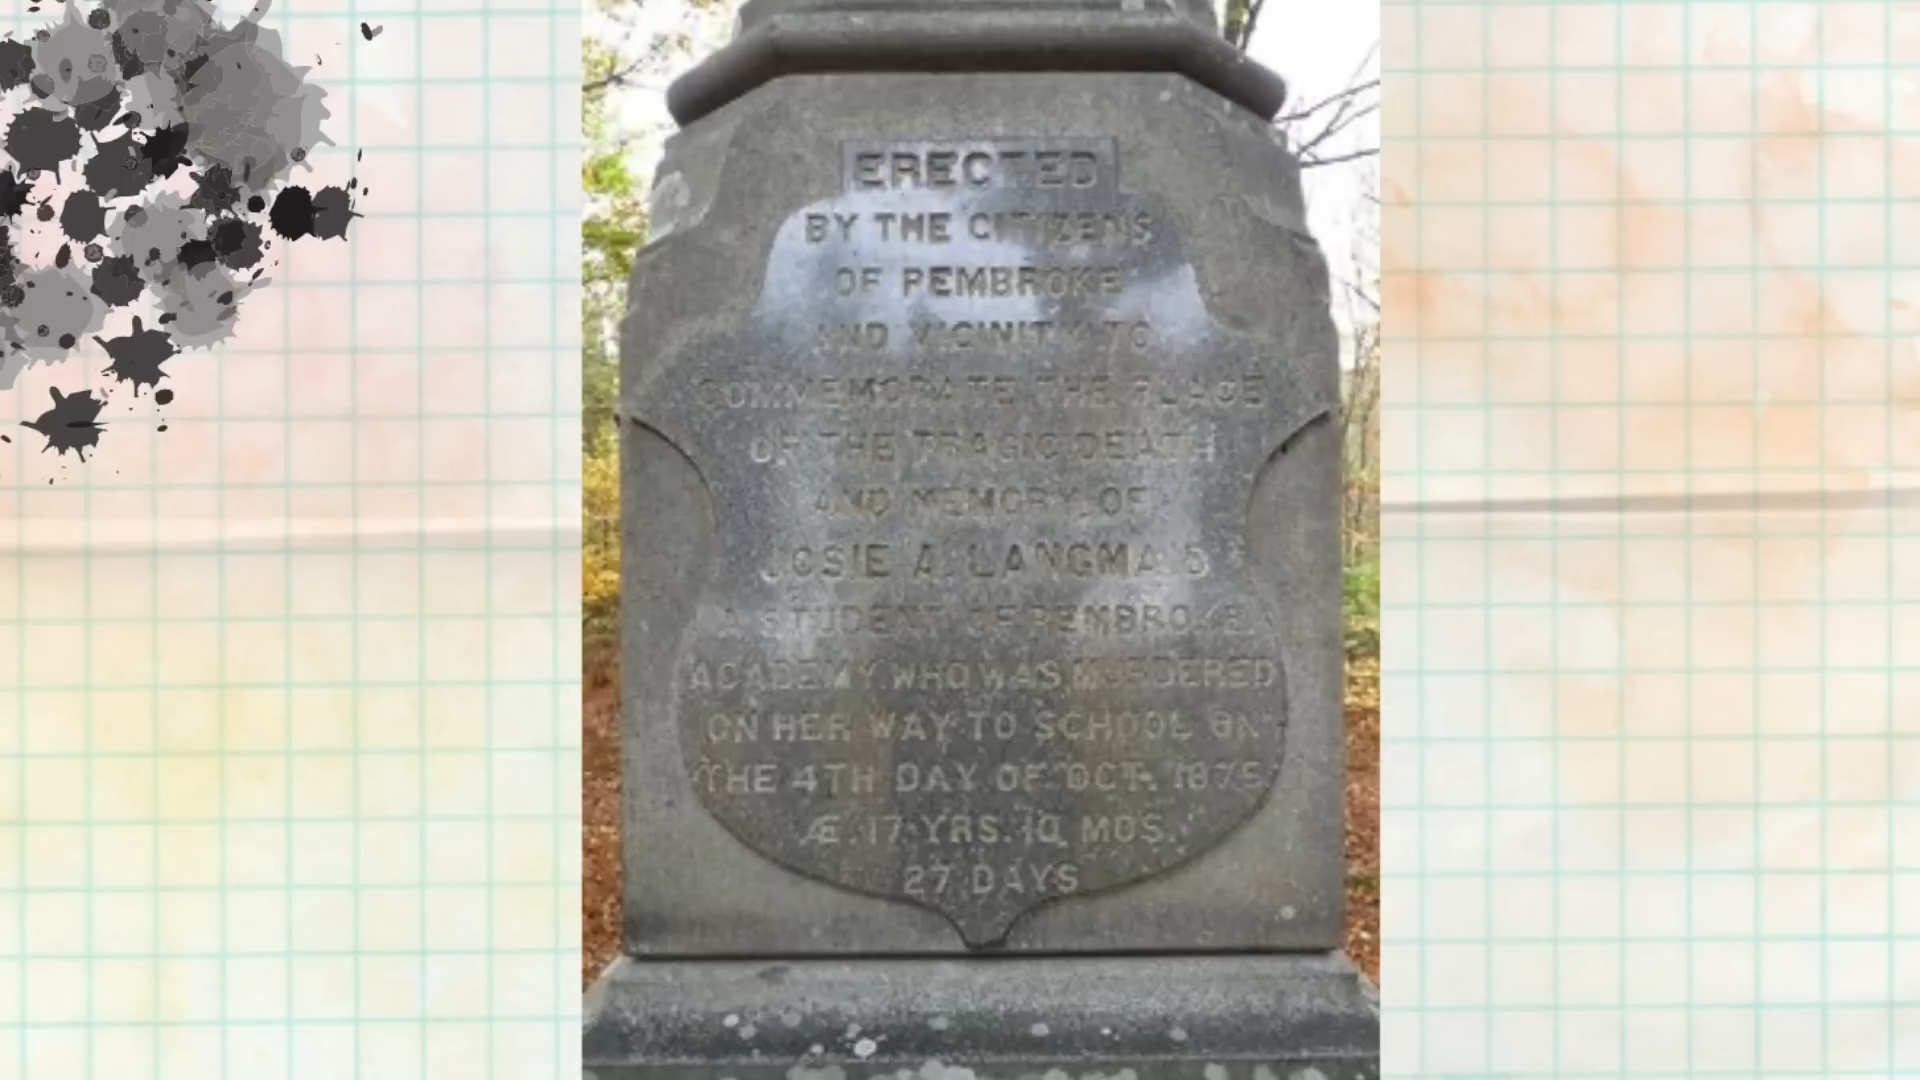 ERECTED
BY THE CITIZENS
OF PEMBROKE
AND VICINITY TO
COMMEMORATE THE PLACE
OF THE TRAGIC DEATH
AND MEMORY OF
JOSIE A. LANGMAID
A STUDENT OF PEMBROKE
ACADEMY WHO WAS MURDERED
ON HER WAY TO SCHOOL ON
THE 4TH DAY OF OCT. 1875
Æ. 17 YRS. 10 MOS.
27 DAYS